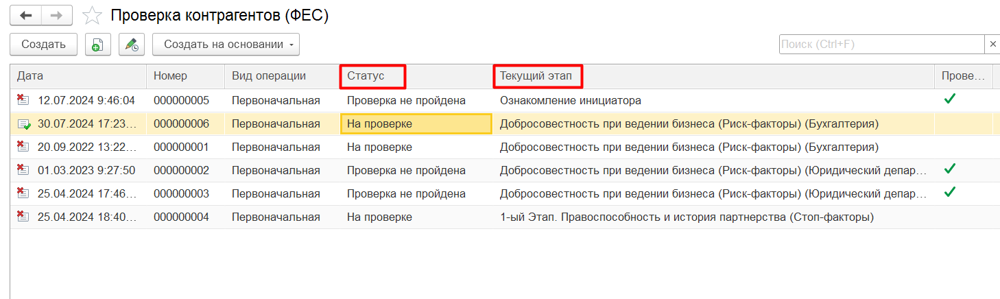 Проверка контрагентов (ФЕС)
Создать Создать на основании Поиск (Ctrl+F)
Дата Номер Вид операции Статус Текущий этап Прове...
12.07.2024 9:46:04 000000005 Первоначальная Проверка не пройдена Ознакомление инициатора
30.07.2024 17:23... 000000006 Первоначальная На проверке Добросовестность при ведении бизнеса (Риск-факторы) (Бухгалтерия)
20.09.2022 13:22... 000000001 Первоначальная На проверке Добросовестность при ведении бизнеса (Риск-факторы) (Бухгалтерия)
01.03.2023 9:27:50 000000002 Первоначальная Проверка не пройдена Добросовестность при ведении бизнеса (Риск-факторы) (Юридический депар...
25.04.2024 17:46... 000000003 Первоначальная Проверка не пройдена Добросовестность при ведении бизнеса (Риск-факторы) (Юридический депар...
25.04.2024 18:40... 000000004 Первоначальная На проверке 1-ый Этап. Правоспособность и история партнерства (Стоп-факторы)